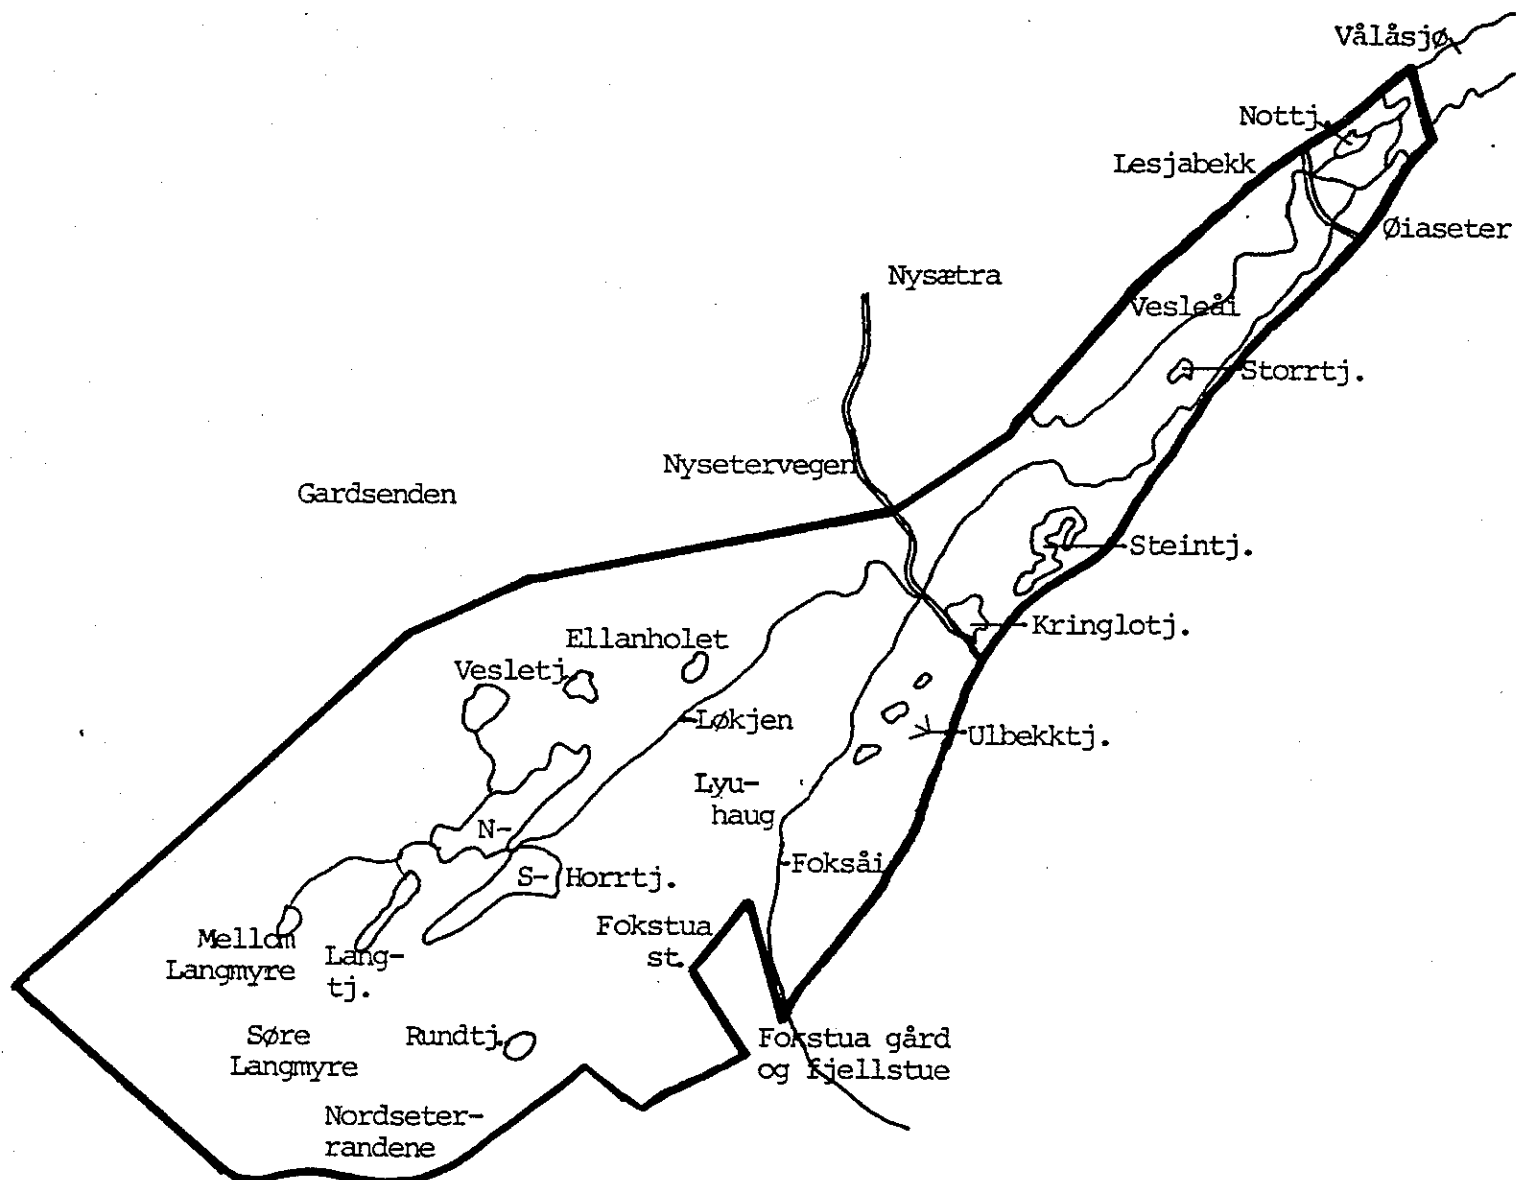 Vålåsjø
Nottj.
Lesjabekk
Øiaseter
Nysætra
Vesleåi
Storrtj.
Nysetervegen
Gardsenden
Steintj.
Kringlotj.
Ellanholet
Vesletj.
Løkjen
Ulbekktj.
Lyu-
haug
N-
Foksåi
S- Horrtj.
Fokstua
st.
Mellom
Langmyre
Lang-
tj.
Søre
Langmyre
Rundtj.
Fokstua gård
og fjellstue
Nordseter-
randene